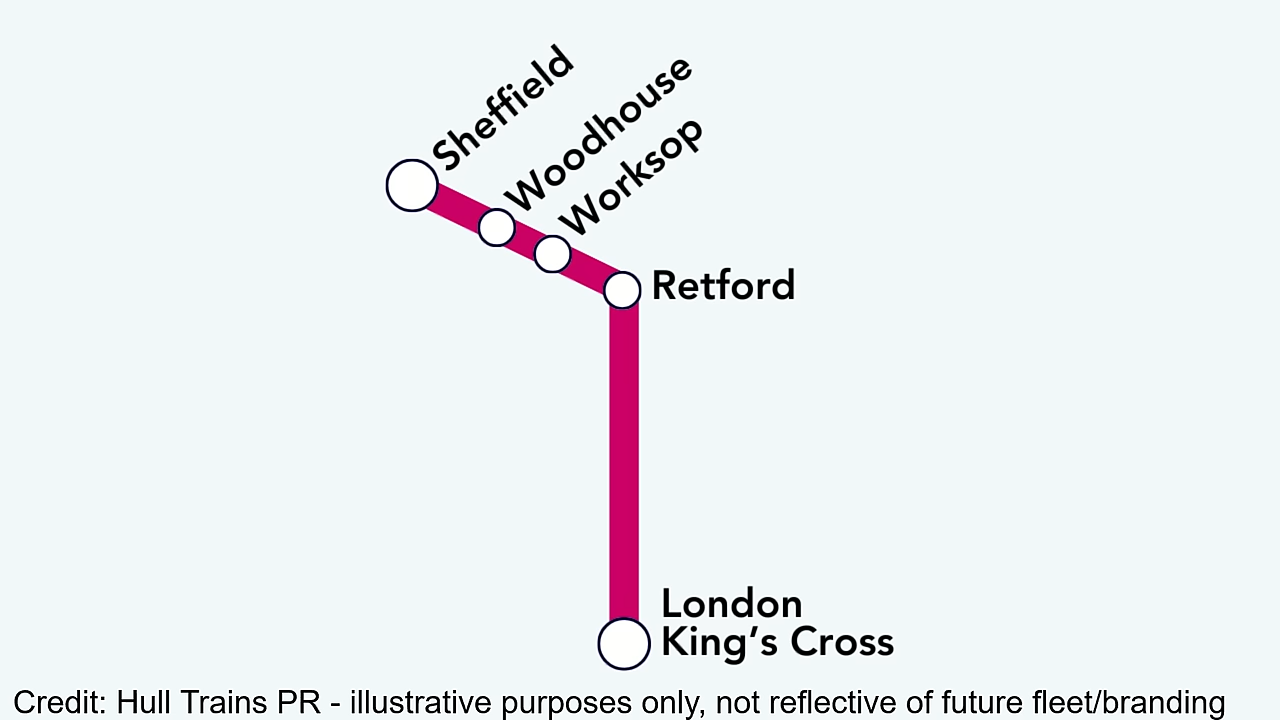 Sheffield
Woodhouse
Worksop
Retford
London
King’s Cross
Credit: Hull Trains PR - illustrative purposes only, not reflective of future fleet/branding